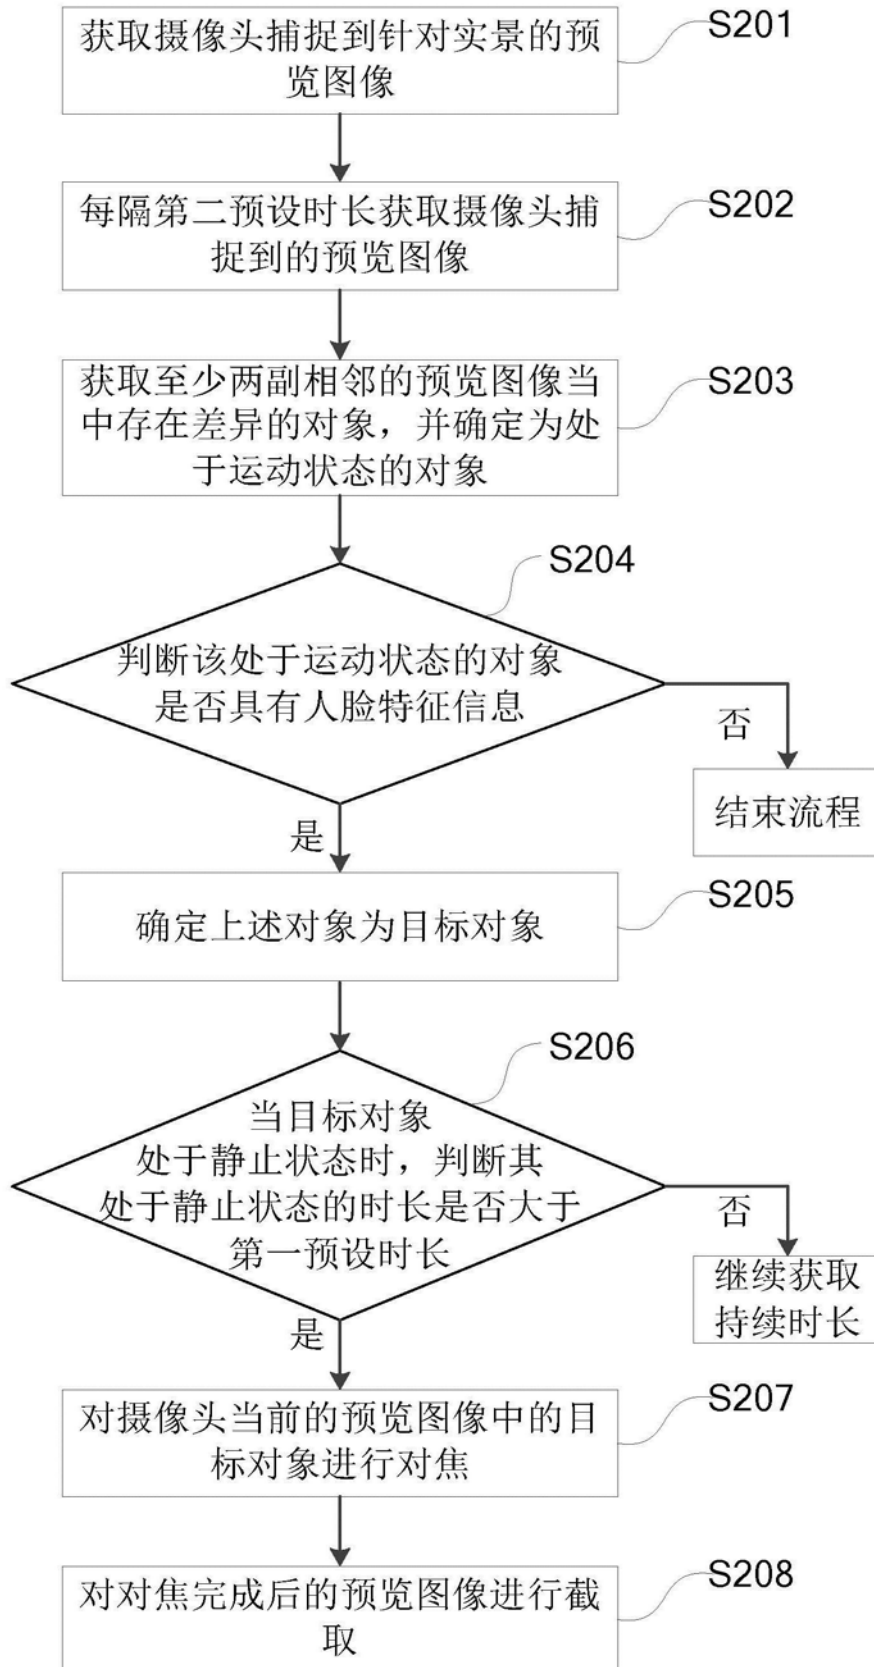 获取摄像头捕捉到针对实景的预
览图像
S201
每隔第二预设时长获取摄像头捕
捉到的预览图像
S202
获取至少两副相邻的预览图像当
中存在差异的对象，并确定为处
于运动状态的对象
S203
S204
判断该处于运动状态的对象
是否具有人脸特征信息
否
结束流程
是
确定上述对象为目标对象
S205
S206
当目标对象
处于静止状态时，判断其
处于静止状态的时长是否大于
第一预设时长
否
继续获取
持续时长
是
对摄像头当前的预览图像中的目
标对象进行对焦
S207
对对焦完成后的预览图像进行截
取
S208